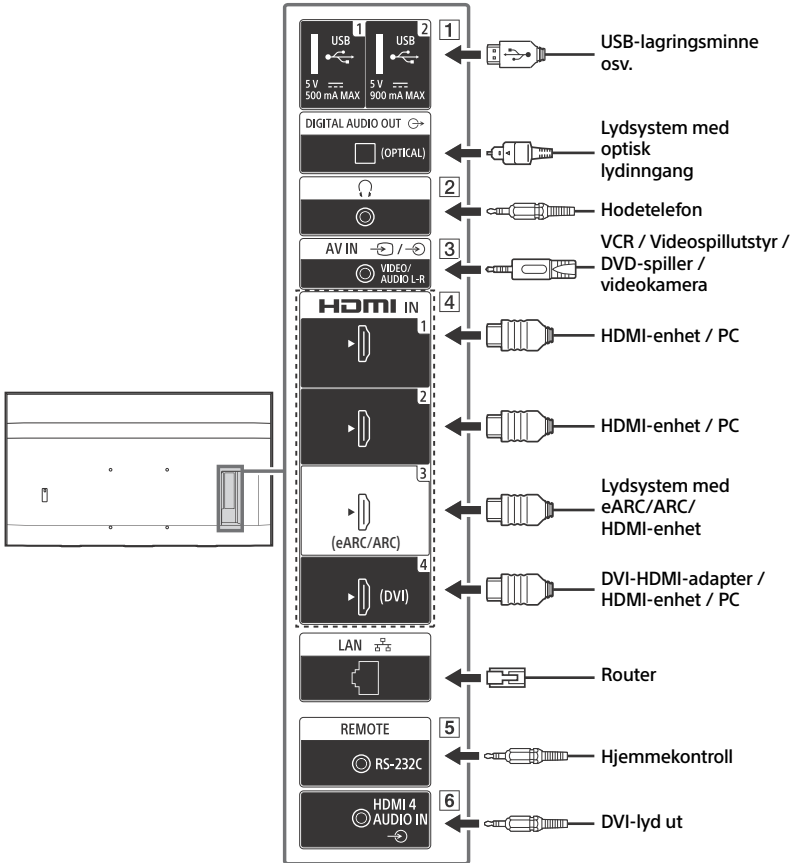 1 2 1
USB USB
5 V 5 V
500 mA MAX 900 mA MAX
USB-lagringsminne
osv.
DIGITAL AUDIO OUT
(OPTICAL)
Lydsystem med
optisk
lydinngang
2
Hodetelefon
AV IN / 3
VIDEO/
AUDIO L-R
VCR / Videospillutstyr /
DVD-spiller /
videokamera
HDMI IN 4
1
HDMI-enhet / PC
2
HDMI-enhet / PC
3
(eARC/ARC)
Lydsystem med
eARC/ARC/
HDMI-enhet
4
(DVI)
DVI-HDMI-adapter /
HDMI-enhet / PC
LAN
Router
REMOTE 5
RS-232C
Hjemmekontroll
HDMI 4 6
AUDIO IN
DVI-lyd ut